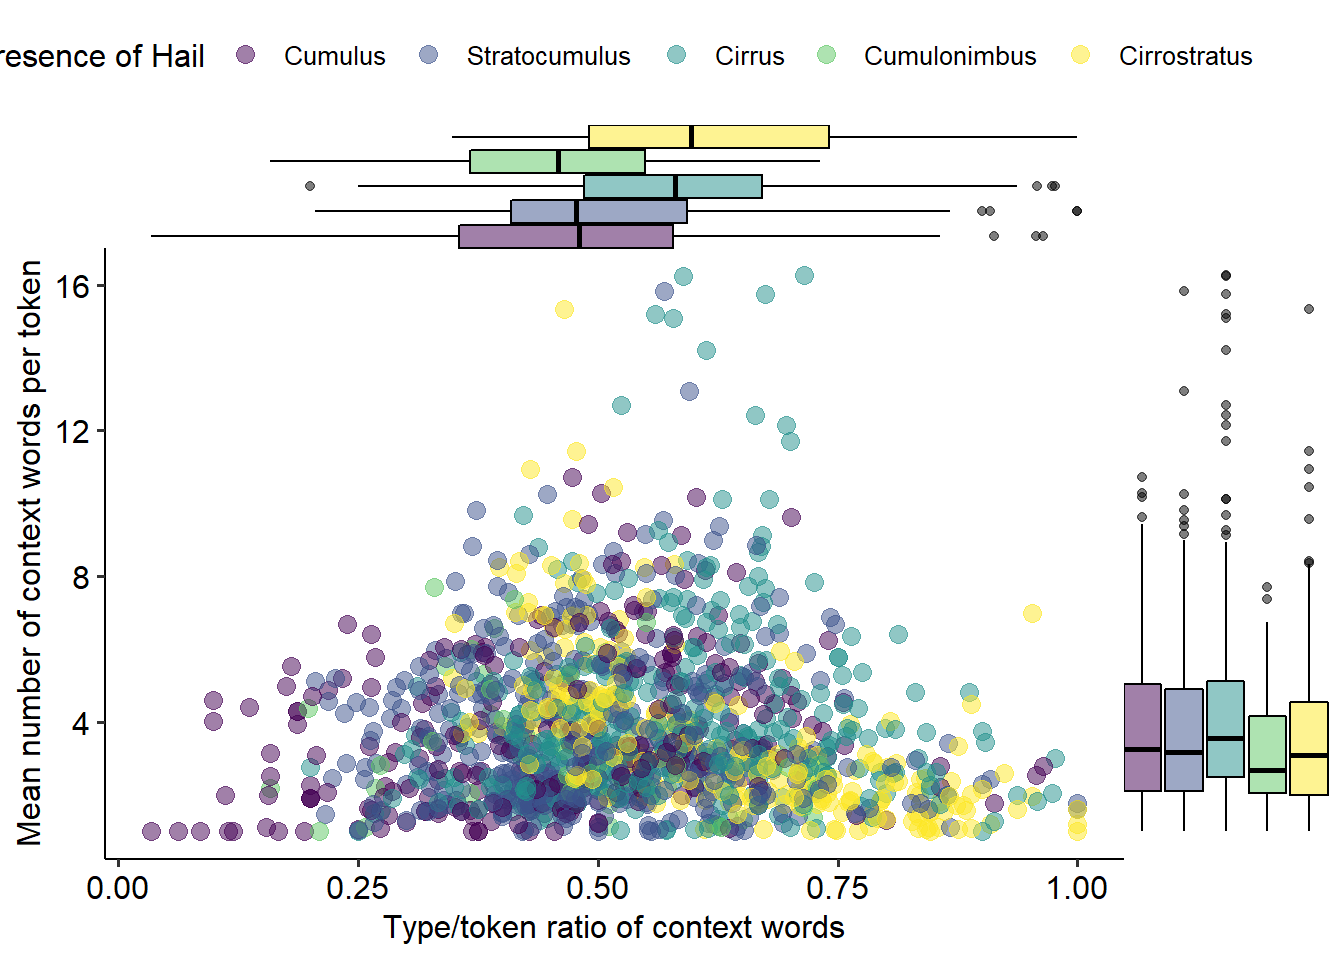 resence of Hail Cumulus Stratocumulus Cirrus Cumulonimbus Cirrostratus
Mean number of context words per token
16
12
8
4
0.00 0.25 0.50 0.75 1.00
Type/token ratio of context words